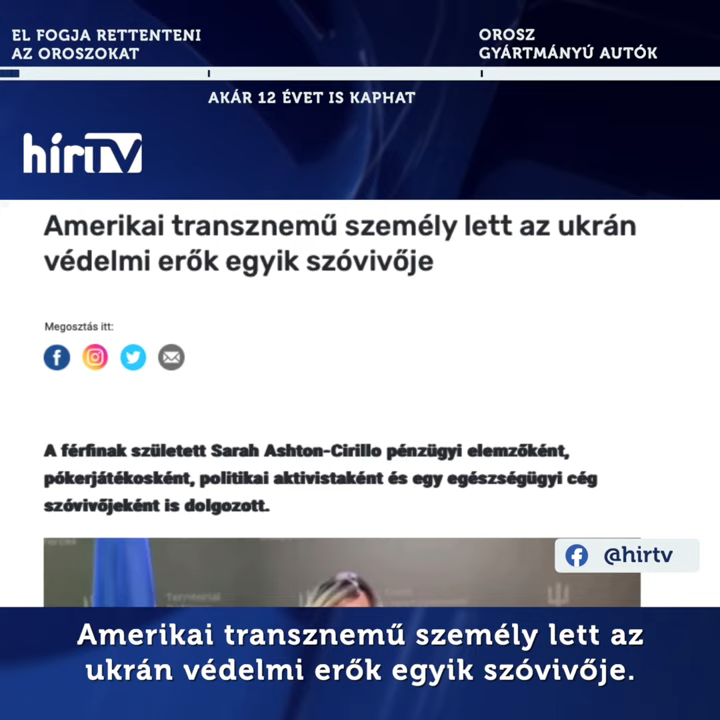 EL FOGJA RETTENTENI
AZ OROSZOKAT
OROSZ
GYÁRTMÁNYÚ AUTÓK
AKÁR 12 ÉVET IS KAPHAT
hírTV
Amerikai transznemű személy lett az ukrán
védelmi erők egyik szóvivője
Megosztás itt:
A férfinak született Sarah Ashton-Cirillo pénzügyi elemzőként,
pókerjátékosként, politikai aktivistaként és egy egészségügyi cég
szóvivőjeként is dolgozott.
@hirtv
Territorial
Amerikai transznemű személy lett az
ukrán védelmi erők egyik szóvivője.